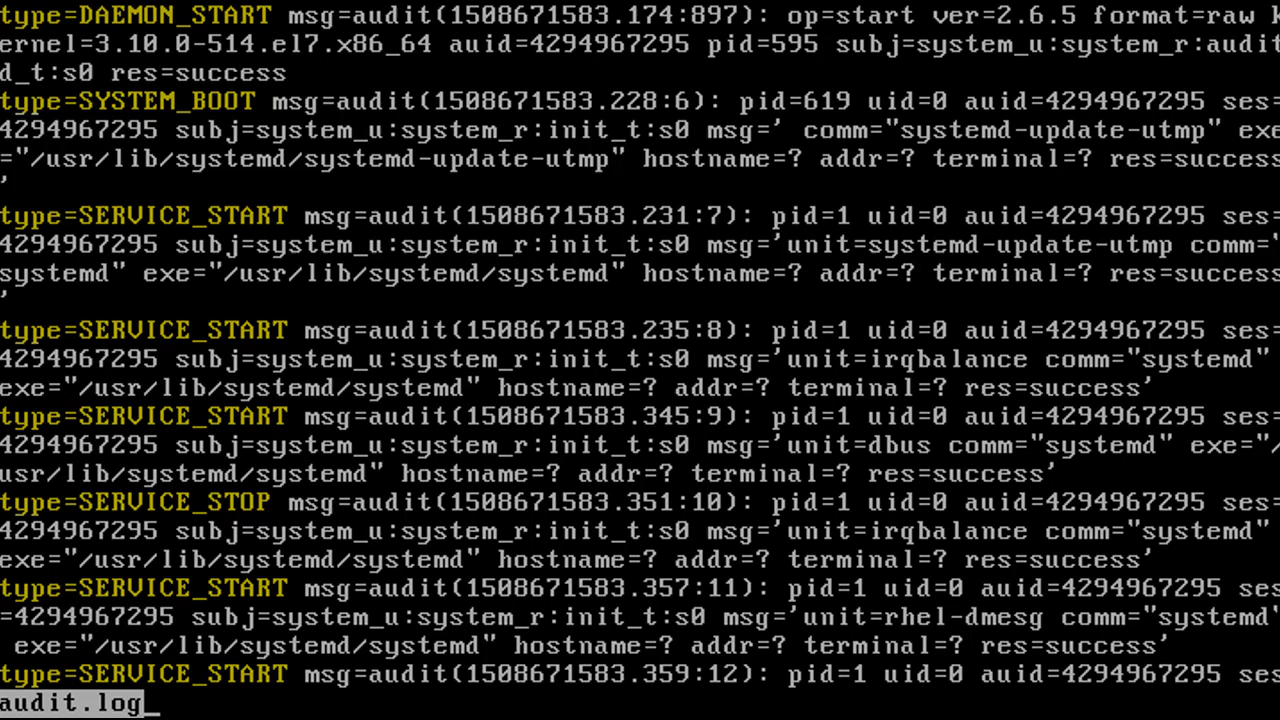 type=DAEMON_START msg=audit(1508671583.174:897): op=start ver=2.6.5 format=raw k
ernel=3.10.0-514.el7.x86_64 auid=4294967295 pid=595 subj=system_u:system_r:audit
d_t:s0 res=success
type=SYSTEM_BOOT msg=audit(1508671583.228:6): pid=619 uid=0 auid=4294967295 ses=
4294967295 subj=system_u:system_r:init_t:s0 msg=' comm="systemd-update-utmp" exe
="/usr/lib/systemd/systemd-update-utmp" hostname=? addr=? terminal=? res=success
'
type=SERVICE_START msg=audit(1508671583.231:7): pid=1 uid=0 auid=4294967295 ses=
4294967295 subj=system_u:system_r:init_t:s0 msg='unit=systemd-update-utmp comm="
systemd" exe="/usr/lib/systemd/systemd" hostname=? addr=? terminal=? res=success
'
type=SERVICE_START msg=audit(1508671583.235:8): pid=1 uid=0 auid=4294967295 ses=
4294967295 subj=system_u:system_r:init_t:s0 msg='unit=irqbalance comm="systemd"
exe="/usr/lib/systemd/systemd" hostname=? addr=? terminal=? res=success'
type=SERVICE_START msg=audit(1508671583.345:9): pid=1 uid=0 auid=4294967295 ses=
4294967295 subj=system_u:system_r:init_t:s0 msg='unit=dbus comm="systemd" exe="/
usr/lib/systemd/systemd" hostname=? addr=? terminal=? res=success'
type=SERVICE_STOP msg=audit(1508671583.351:10): pid=1 uid=0 auid=4294967295 ses=
4294967295 subj=system_u:system_r:init_t:s0 msg='unit=irqbalance comm="systemd"
exe="/usr/lib/systemd/systemd" hostname=? addr=? terminal=? res=success'
type=SERVICE_START msg=audit(1508671583.357:11): pid=1 uid=0 auid=4294967295 ses
=4294967295 subj=system_u:system_r:init_t:s0 msg='unit=rhel-dmesg comm="systemd"
exe="/usr/lib/systemd/systemd" hostname=? addr=? terminal=? res=success'
type=SERVICE_START msg=audit(1508671583.359:12): pid=1 uid=0 auid=4294967295 ses
audit.log_